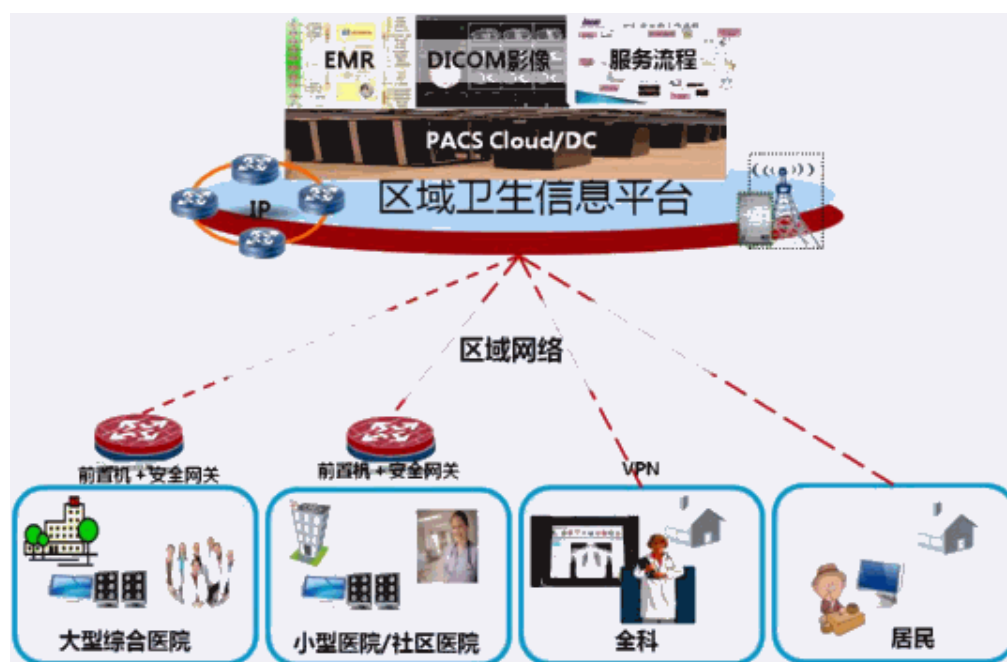 EMR
DICOM影像
服务流程
PACS Cloud/DC
IP
区域卫生信息平台
区域网络
前置机＋安全网关
前置机＋安全网关
VPN
大型综合医院
小型医院/社区医院
全科
居民